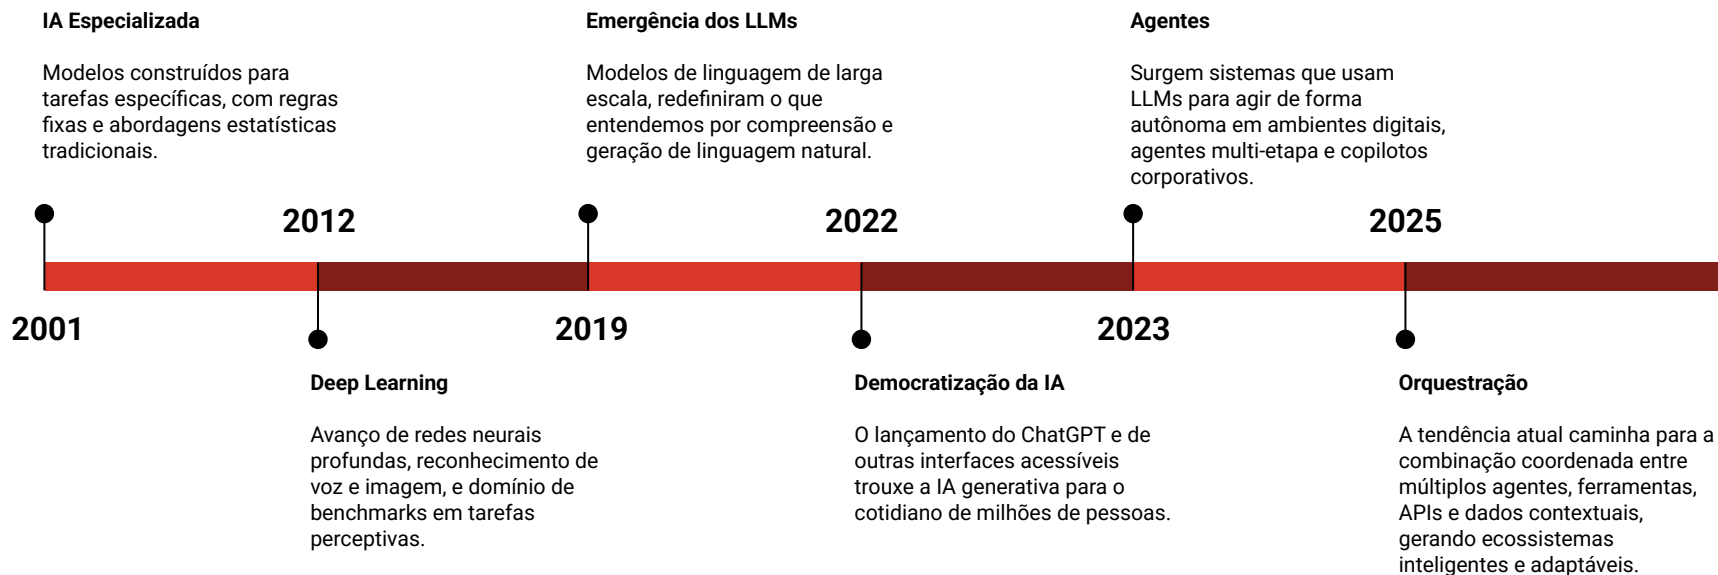 IA Especializada
Modelos construídos para
tarefas específicas, com regras
fixas e abordagens estatísticas
tradicionais.
2001
2012
Deep Learning
Avanço de redes neurais
profundas, reconhecimento de
voz e imagem, e domínio de
benchmarks em tarefas
perceptivas.
Emergência dos LLMs
Modelos de linguagem de larga
escala, redefiniram o que
entendemos por compreensão e
geração de linguagem natural.
2019
2022
Democratização da IA
O lançamento do ChatGPT e de
outras interfaces acessíveis
trouxe a IA generativa para o
cotidiano de milhões de pessoas.
Agentes
Surgem sistemas que usam
LLMs para agir de forma
autônoma em ambientes digitais,
agentes multi-etapa e copilotos
corporativos.
2023
2025
Orquestração
A tendência atual caminha para a
combinação coordenada entre
múltiplos agentes, ferramentas,
APIs e dados contextuais,
gerando ecossistemas
inteligentes e adaptáveis.